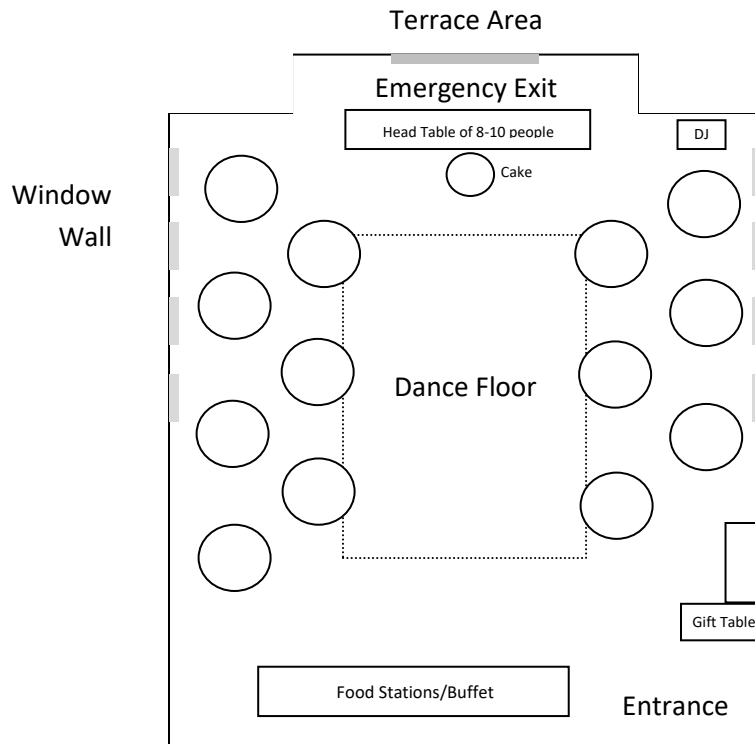 Terrace Area
Emergency Exit
Head Table of 8-10 people
DJ
Cake
Window
Wall
Dance Floor
Gift Table
Food Stations/Buffet
Entrance